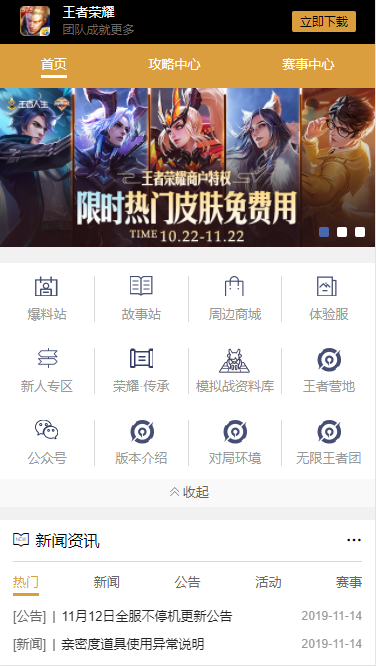 王者荣耀
团队成就更多
立即下载
首页 攻略中心 赛事中心
王者人生
王者荣耀商户特权
限时热门皮肤免费用
TIME 10.22-11.22
爆料站 故事站 周边商城 体验服
新人专区 荣耀·传承 模拟战资料库 王者营地
公众号 版本介绍 对局环境 无限王者团
收起
新闻资讯 ...
热门 新闻 公告 活动 赛事
[公告] | 11月12日全服不停机更新公告 2019-11-14
[新闻] | 亲密度道具使用异常说明 2019-11-14